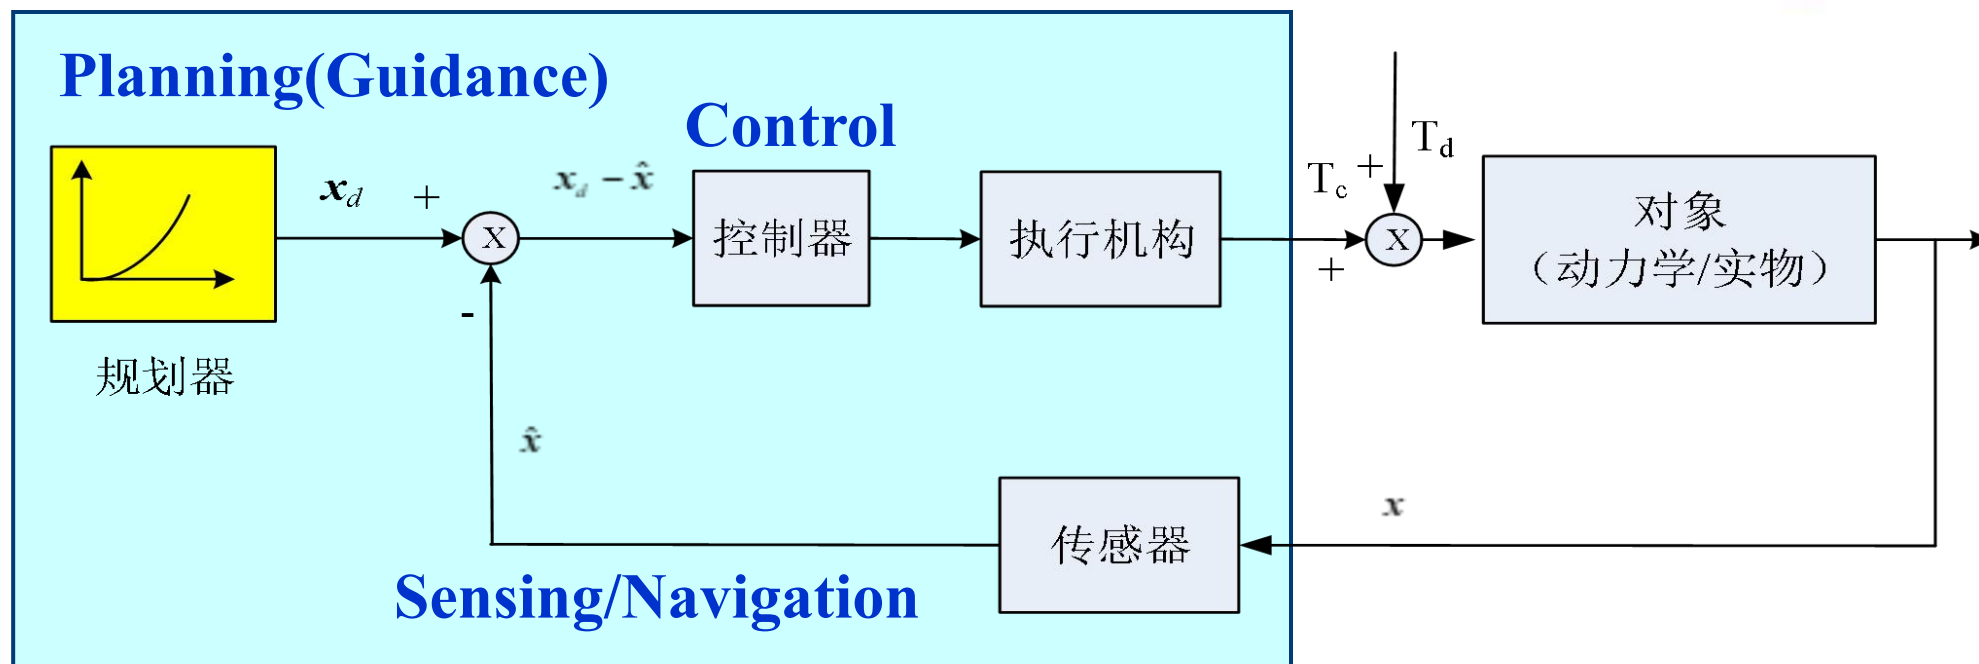 Planning(Guidance)
Control
x_d
+
x_d − x̂
T_c
+
T_d
X
控制器
执行机构
X
+
对象
（动力学/实物）
-
规划器
x̂
x
传感器
Sensing/Navigation